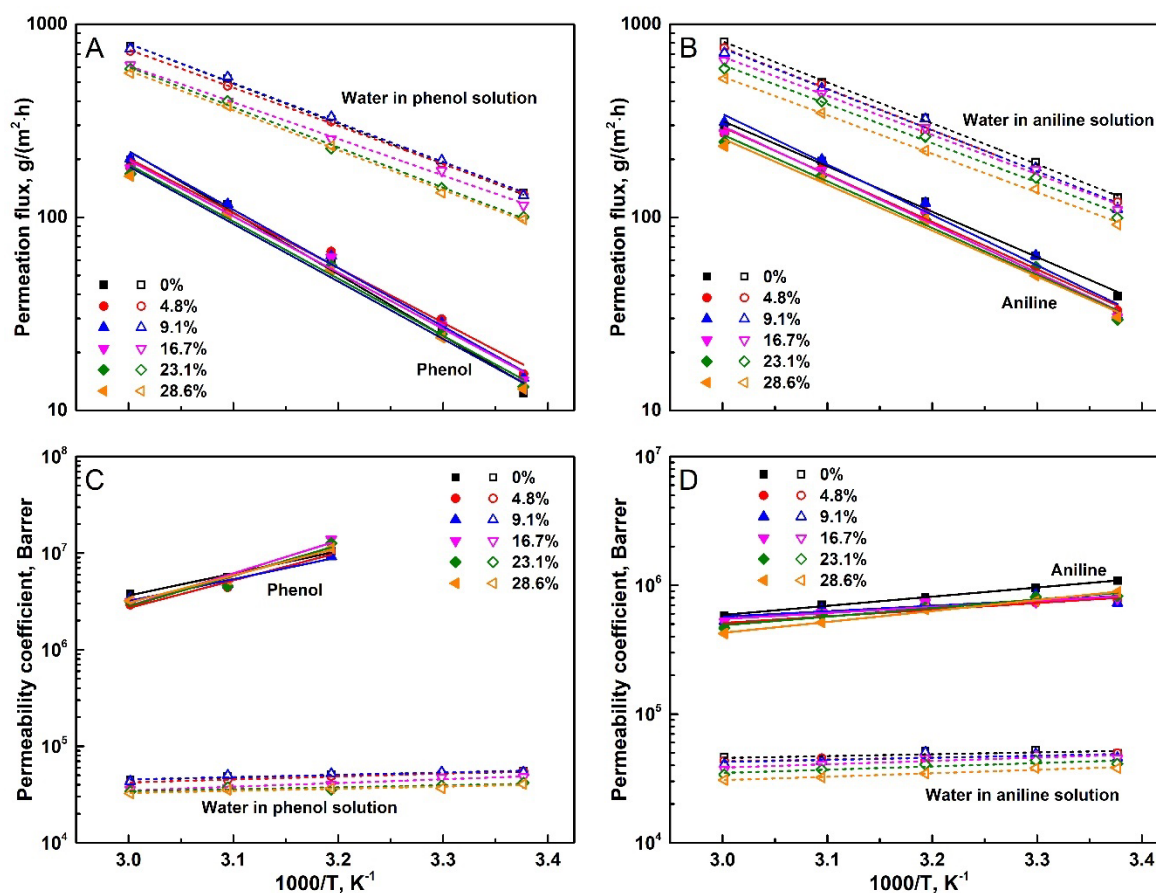 A
Permeation flux, g/(m²·h)
1000
100
10
Water in phenol solution
Phenol
0%
4.8%
9.1%
16.7%
23.1%
28.6%
B
Permeation flux, g/(m²·h)
1000
100
10
Water in aniline solution
Aniline
0%
4.8%
9.1%
16.7%
23.1%
28.6%
C
Permeability coefficient, Barrer
10⁸
10⁷
10⁶
10⁵
10⁴
0%
4.8%
9.1%
16.7%
23.1%
28.6%
Phenol
Water in phenol solution
3.0 3.1 3.2 3.3 3.4
1000/T, K⁻¹
D
Permeability coefficient, Barrer
10⁷
10⁶
10⁵
10⁴
0%
4.8%
9.1%
16.7%
23.1%
28.6%
Aniline
Water in aniline solution
3.0 3.1 3.2 3.3 3.4
1000/T, K⁻¹